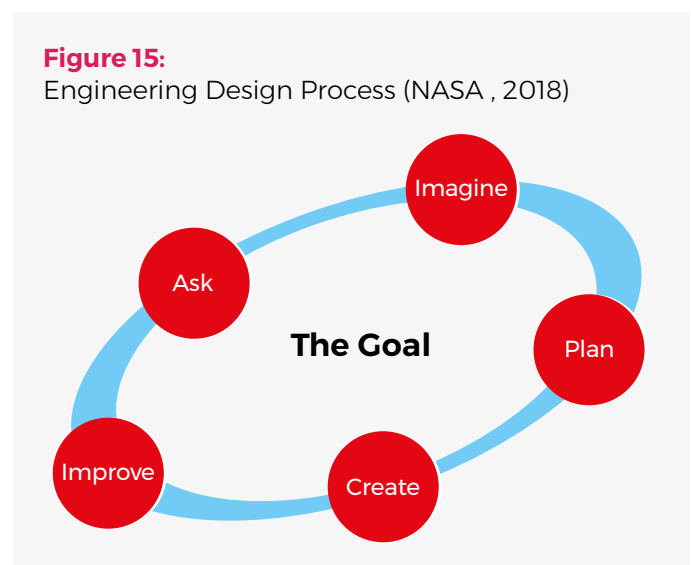 Figure 15:
Engineering Design Process (NASA , 2018)
Imagine
Ask
The Goal
Plan
Improve
Create